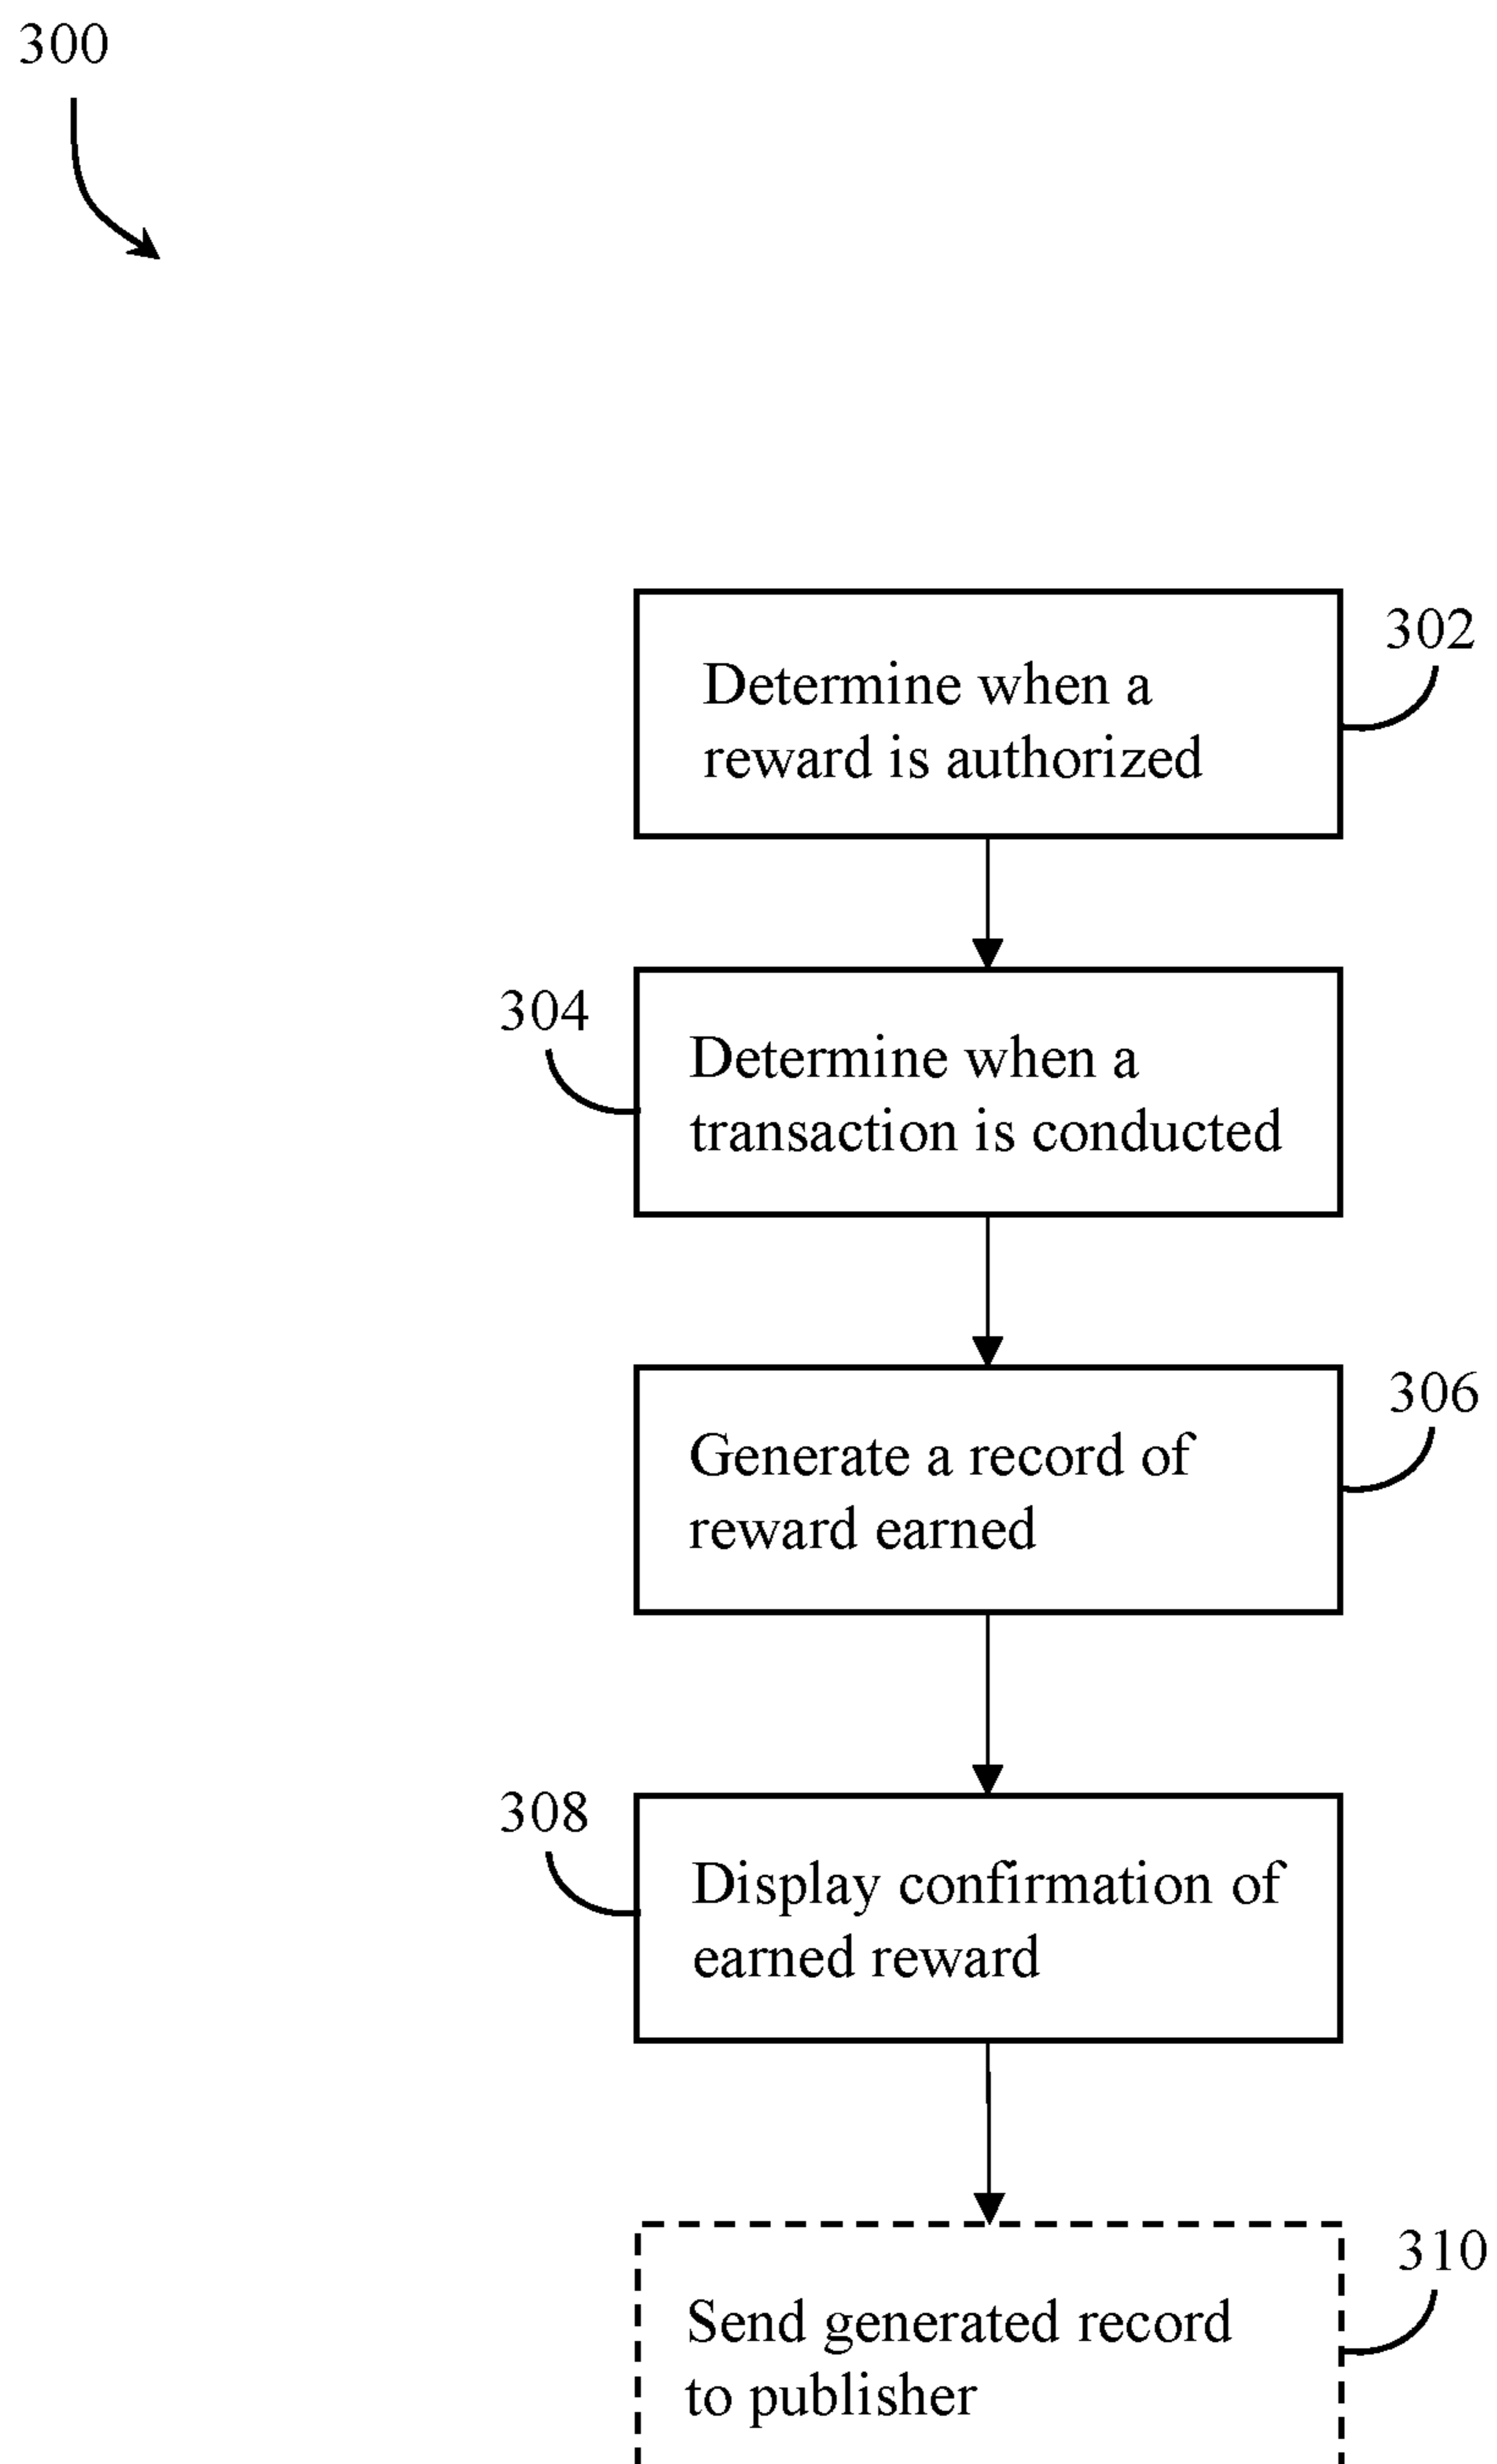 300
Determine when a
reward is authorized
302
304
Determine when a
transaction is conducted
306
Generate a record of
reward earned
308
Display confirmation of
earned reward
310
Send generated record
to publisher